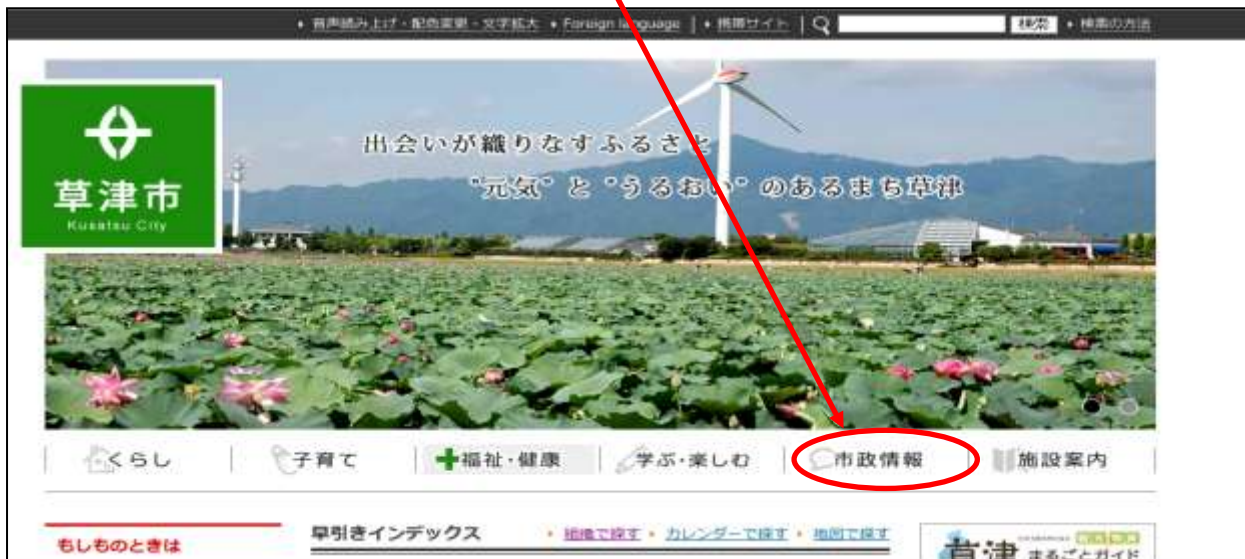 音声読み上げ・配色変更・文字拡大 Foreign language 携帯サイト 検索 検索の方法
草津市
Kusatsu City
出会いが織りなすふるさと
"元気" と "うるおい" のあるまち草津
くらし 子育て 福祉・健康 学ぶ・楽しむ 市政情報 施設案内
もしものときは
早引きインデックス 組織で探す カレンダーで探す 地図で探す
草津 まるごとガイド